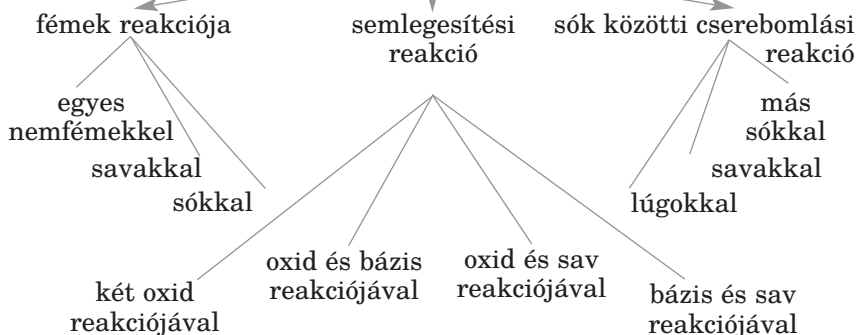 fémek reakciója
semlegesítési
reakció
sók közötti cserebomlási
reakció
egyes
nemfémekkel
savakkal
sókkal
két oxid
reakciójával
oxid és bázis
reakciójával
oxid és sav
reakciójával
bázis és sav
reakciójával
lúgokkal
savakkal
más
sókkal